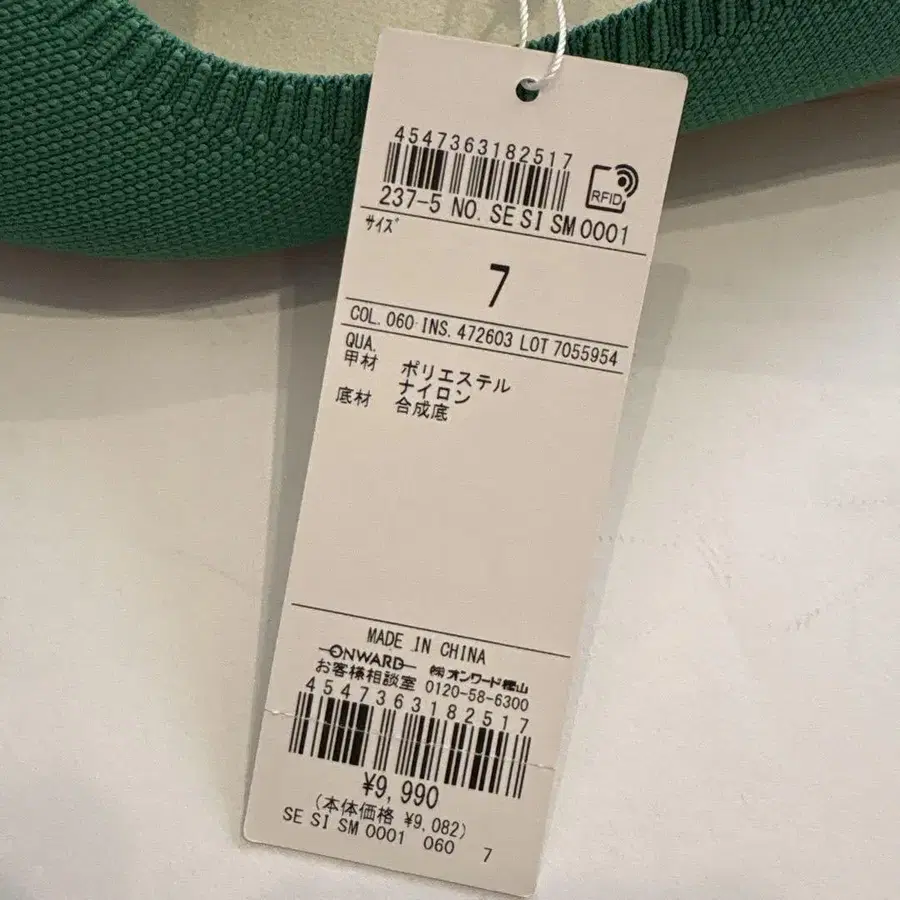 4547363182517
RFID
237-5 NO. SE SI SM 0001
サイズ
7
COL. 060 INS. 472603 LOT 7055954
QUA.
甲材 ポリエステル
ナイロン
底材 合成底
MADE IN CHINA
ONWARD ㈱オンワード樫山
お客様相談室 0120-58-6300
4547363182517
¥9,990
(本体価格 ¥9,082)
SE SI SM 0001 060 7